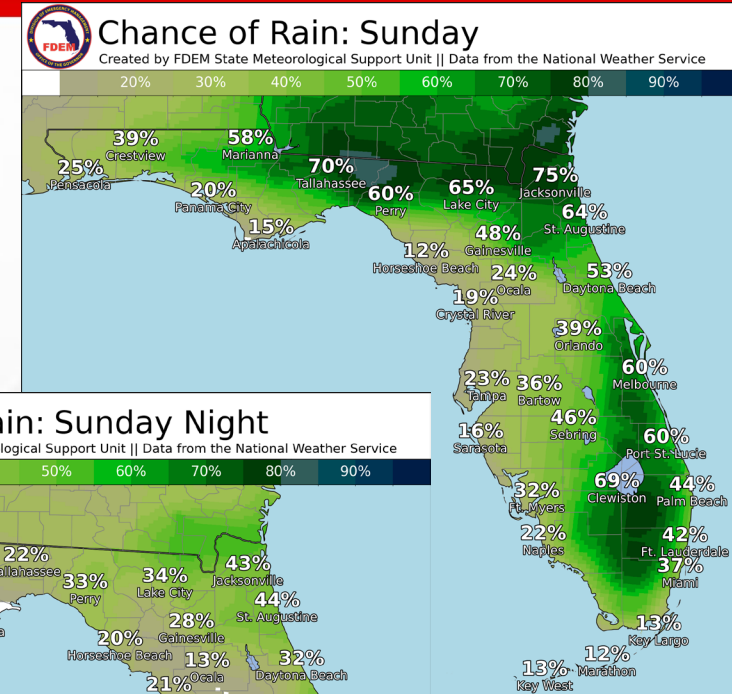 Chance of Rain: Sunday
Created by FDEM State Meteorological Support Unit || Data from the National Weather Service
FDEM
20% 30% 40% 50% 60% 70% 80% 90%
39%
Crestview
58%
Marianna
25%
Pensacola
70%
Tallahassee
75%
Jacksonville
20%
Panama City
60%
Perry
65%
Lake City
64%
St. Augustine
15%
Apalachicola
48%
Gainesville
12%
Horseshoe Beach
24%
Ocala
53%
Daytona Beach
19%
Crystal River
39%
Orlando
60%
Melbourne
23%
Tampa
36%
Bartow
46%
Sebring
16%
Sarasota
60%
Port St. Lucie
69%
Clewiston
44%
Palm Beach
32%
Ft. Myers
22%
Naples
42%
Ft. Lauderdale
37%
Miami
13%
Key Largo
12%
Marathon
13%
Key West
ain: Sunday Night
logical Support Unit || Data from the National Weather Service
50% 60% 70% 80% 90%
22%
allahassee
33%
Perry
34%
Lake City
43%
Jacksonville
44%
St. Augustine
28%
Gainesville
20%
Horseshoe Beach
13%
Ocala
32%
Daytona Beach
21%